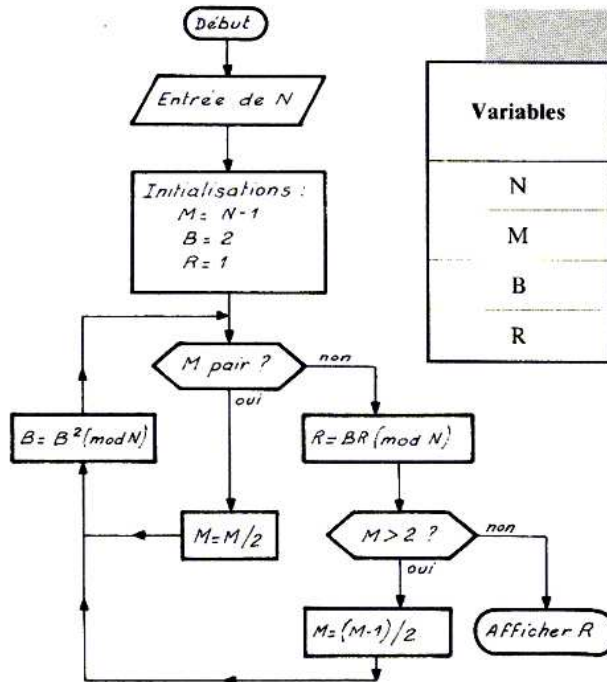 Début
Entrée de N
Initialisations :
M = N-1
B = 2
R = 1
M pair ?
non
oui
B = B² (mod N)
R = BR (mod N)
M = M/2
M > 2 ?
non
oui
M = (M-1)/2
Afficher R
Variables
N
M
B
R